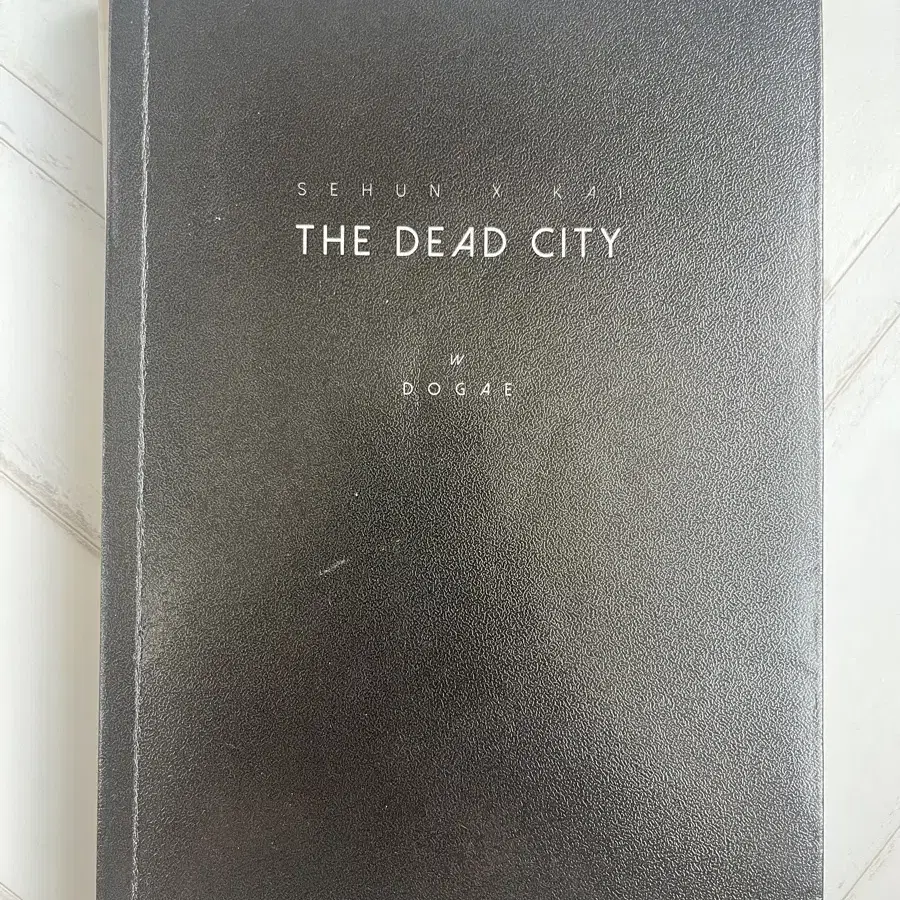 SEHUN X KAI
THE DEAD CITY
W
DOGAE